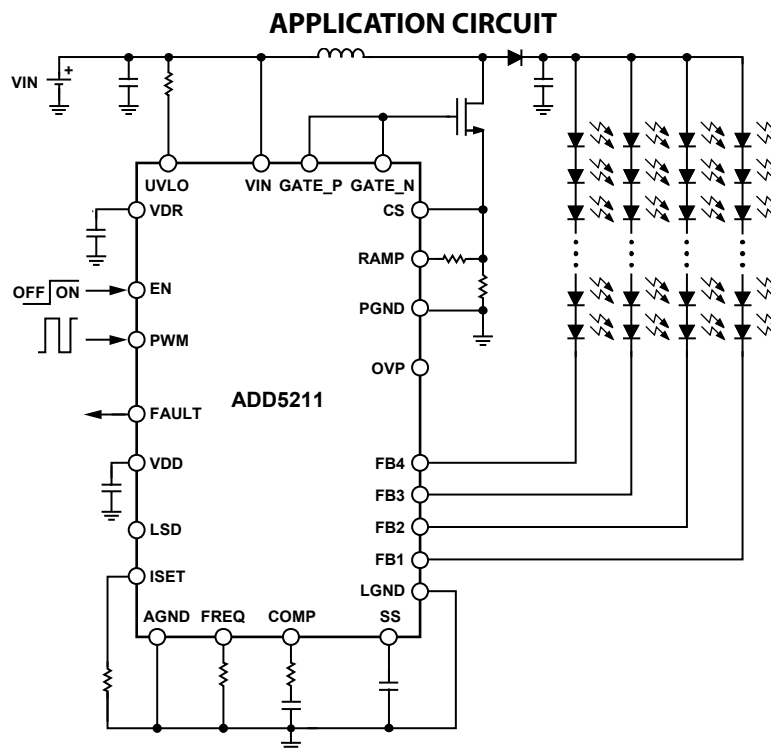 APPLICATION CIRCUIT
VIN
+
UVLO
VIN
GATE_P
GATE_N
VDR
CS
RAMP
EN
OFF
ON
PGND
PWM
OVP
ADD5211
FAULT
FB4
VDD
FB3
LSD
FB2
FB1
ISET
LGND
AGND
FREQ
COMP
SS